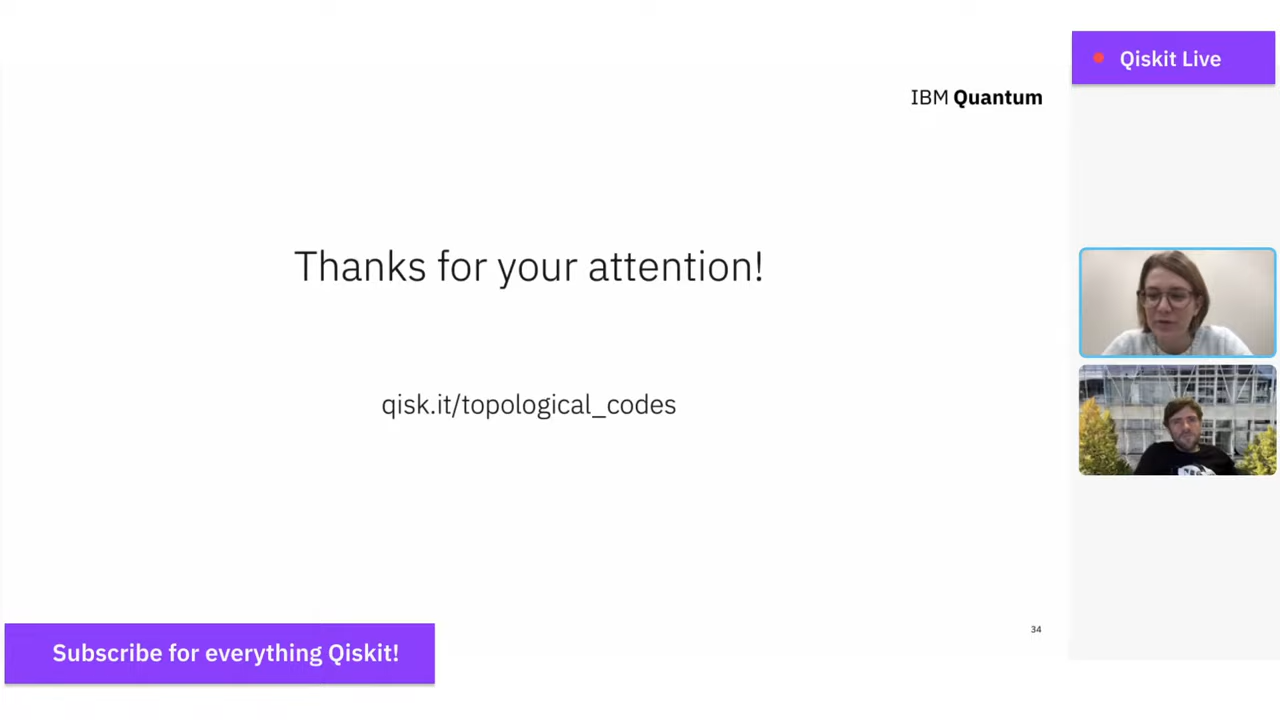 Qiskit Live
IBM Quantum
Thanks for your attention!
qisk.it/topological_codes
34
Subscribe for everything Qiskit!